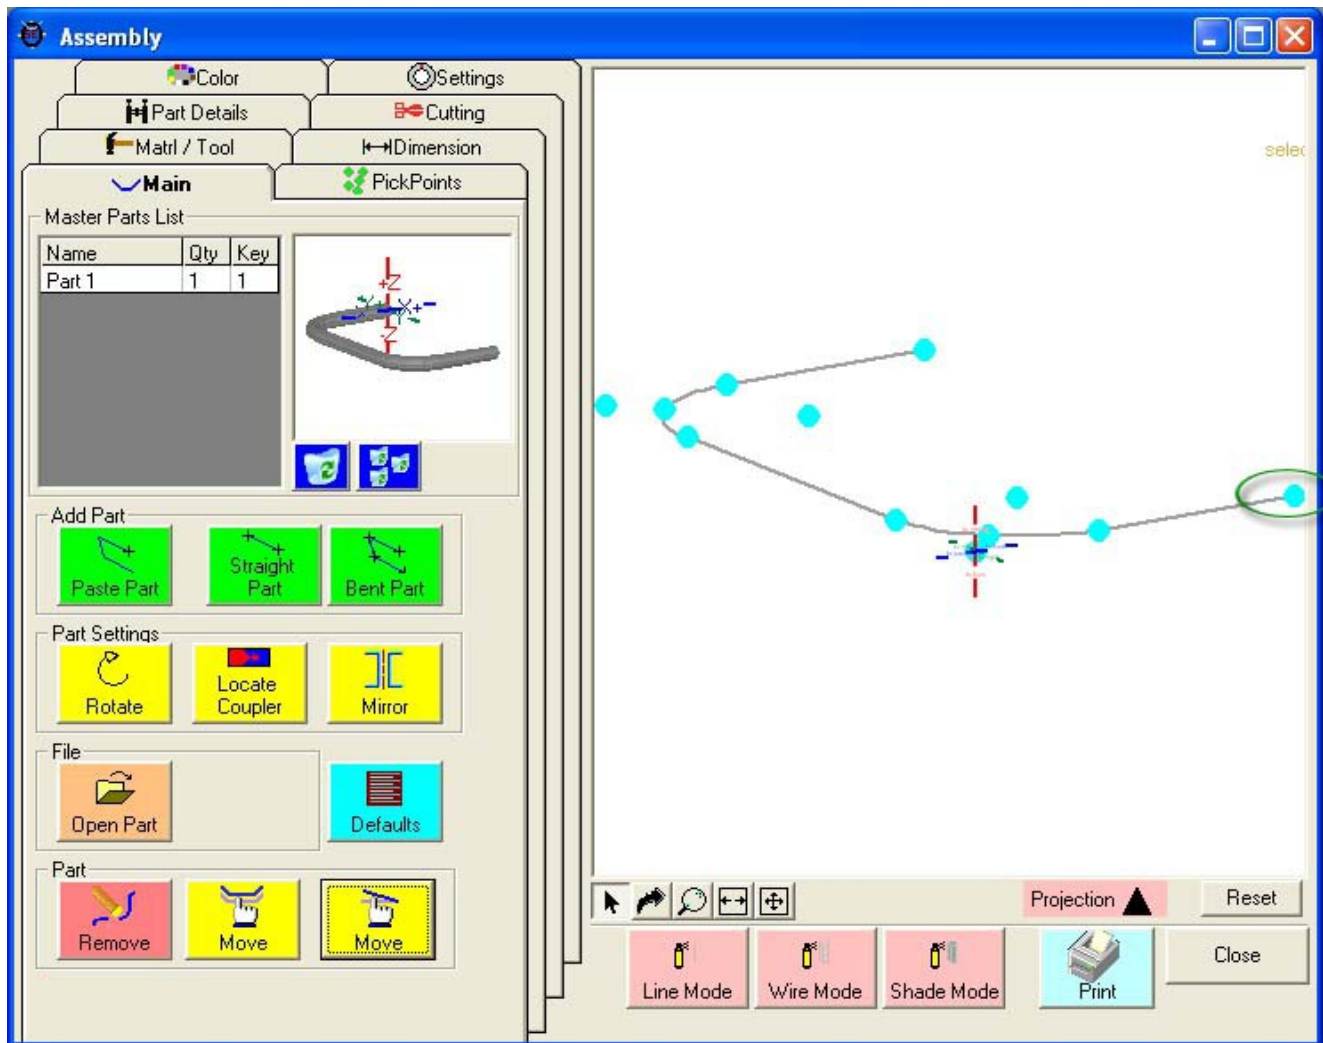 Assembly
Color
Settings
Part Details
Cutting
Matrl / Tool
Dimension
Main
PickPoints
selec
Master Parts List
Name Qty Key
Part 1 1 1
+Z
X+
-Z
Add Part
Paste Part
Straight
Part
Bent Part
Part Settings
Rotate
Locate
Coupler
Mirror
File
Open Part
Defaults
Part
Remove
Move
Move
Projection
Reset
Line Mode
Wire Mode
Shade Mode
Print
Close